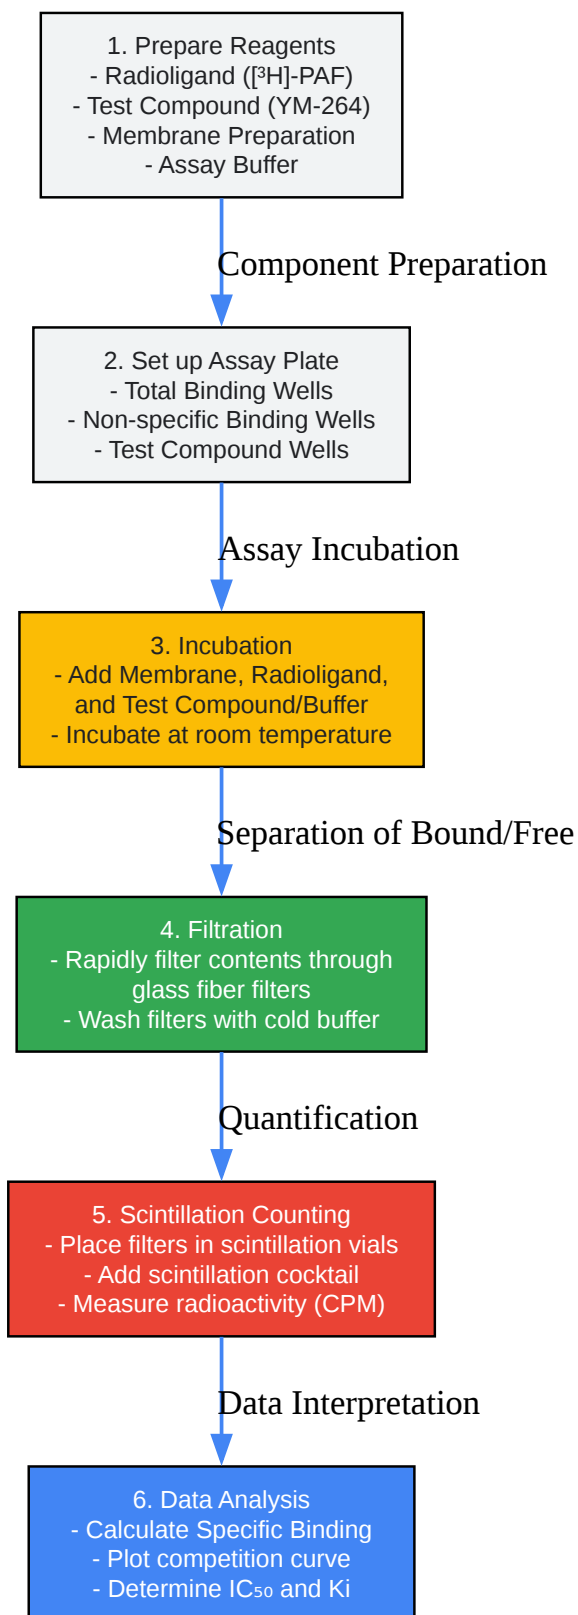 1. Prepare Reagents
- Radioligand ([³H]-PAF)
- Test Compound (YM-264)
- Membrane Preparation
- Assay Buffer
Component Preparation
2. Set up Assay Plate
- Total Binding Wells
- Non-specific Binding Wells
- Test Compound Wells
Assay Incubation
3. Incubation
- Add Membrane, Radioligand,
and Test Compound/Buffer
- Incubate at room temperature
Separation of Bound/Free
4. Filtration
- Rapidly filter contents through
glass fiber filters
- Wash filters with cold buffer
Quantification
5. Scintillation Counting
- Place filters in scintillation vials
- Add scintillation cocktail
- Measure radioactivity (CPM)
Data Interpretation
6. Data Analysis
- Calculate Specific Binding
- Plot competition curve
- Determine IC₅₀ and Ki